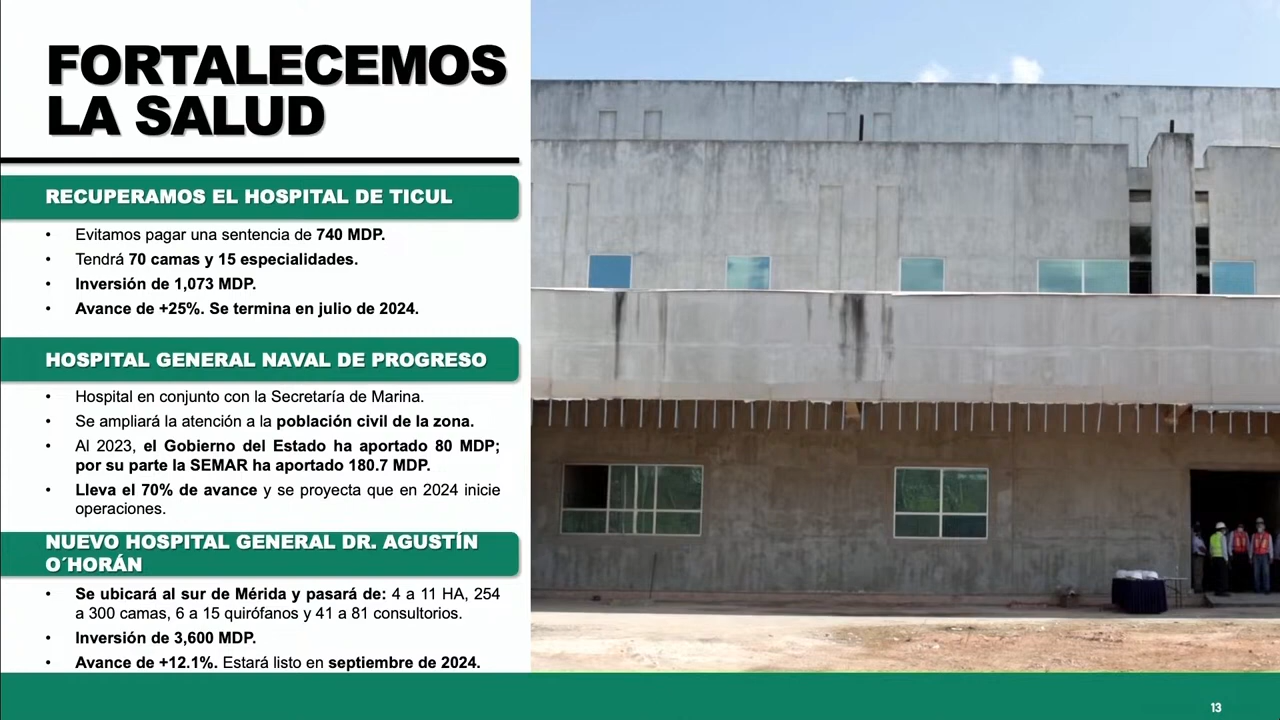 FORTALECEMOS
LA SALUD
RECUPERAMOS EL HOSPITAL DE TICUL
• Evitamos pagar una sentencia de 740 MDP.
• Tendrá 70 camas y 15 especialidades.
• Inversión de 1,073 MDP.
• Avance de +25%. Se termina en julio de 2024.
HOSPITAL GENERAL NAVAL DE PROGRESO
• Hospital en conjunto con la Secretaría de Marina.
• Se ampliará la atención a la población civil de la zona.
• Al 2023, el Gobierno del Estado ha aportado 80 MDP;
por su parte la SEMAR ha aportado 180.7 MDP.
• Lleva el 70% de avance y se proyecta que en 2024 inicie
operaciones.
NUEVO HOSPITAL GENERAL DR. AGUSTÍN
O´HORÁN
• Se ubicará al sur de Mérida y pasará de: 4 a 11 HA, 254
a 300 camas, 6 a 15 quirófanos y 41 a 81 consultorios.
• Inversión de 3,600 MDP.
• Avance de +12.1%. Estará listo en septiembre de 2024.
13